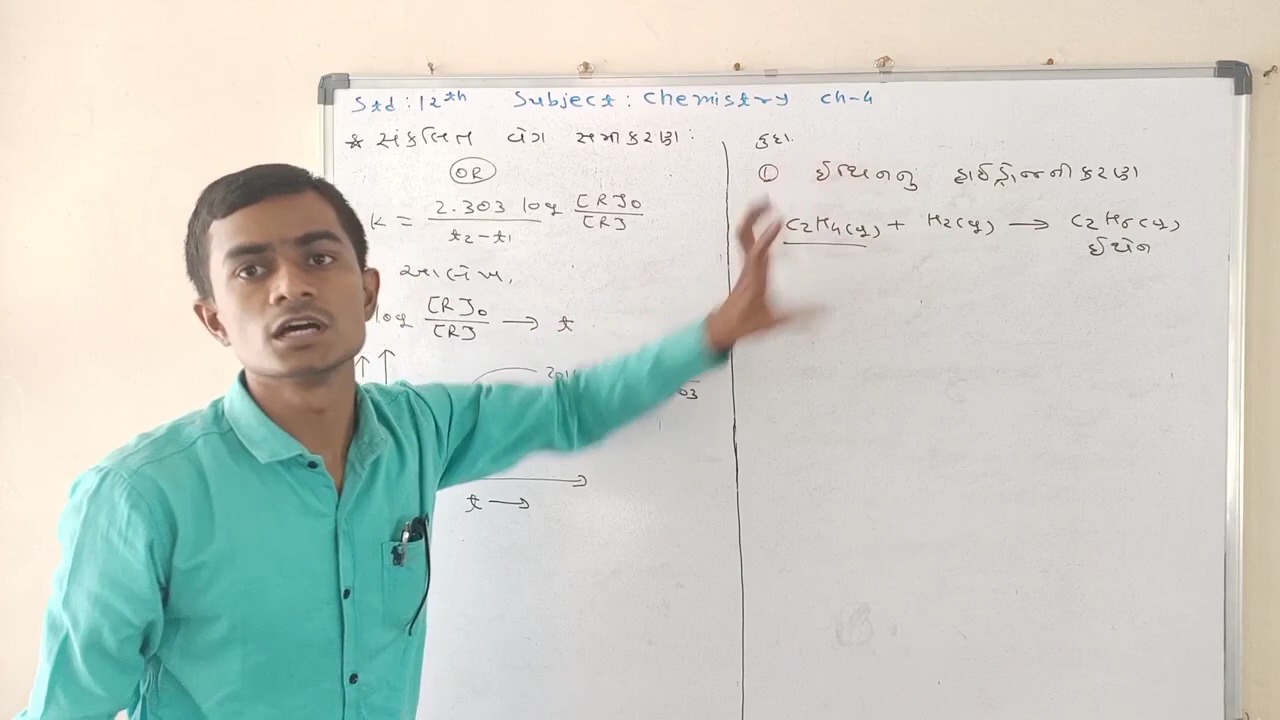 Std : 12th Subject : Chemistry Ch-4
* સંકલિત વેગ સમીકરણ :
OR
K = 2.303 log [R]0 / t2 - t1 [R]
આલેખ,
log [R]0 / [R] → t
t →
ઉદા.
① ઈથિનનુ હાઈડ્રોજનીકરણ
C2H4(g) + H2(g) → C2H6(g)
ઈથેન